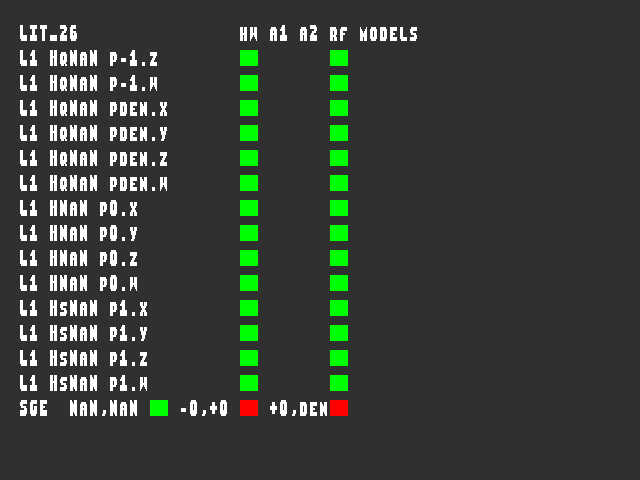 LIT_26 HW A1 A2 RF MODELS
L1 HqNAN p-1.Z
L1 HqNAN p-1.W
L1 HqNAN pDEN.X
L1 HqNAN pDEN.Y
L1 HqNAN pDEN.Z
L1 HqNAN pDEN.W
L1 HNAN p0.X
L1 HNAN p0.Y
L1 HNAN p0.Z
L1 HNAN p0.W
L1 HsNAN p1.X
L1 HsNAN p1.Y
L1 HsNAN p1.Z
L1 HsNAN p1.W
SGE NAN,NAN -0,+0 +0,DEN